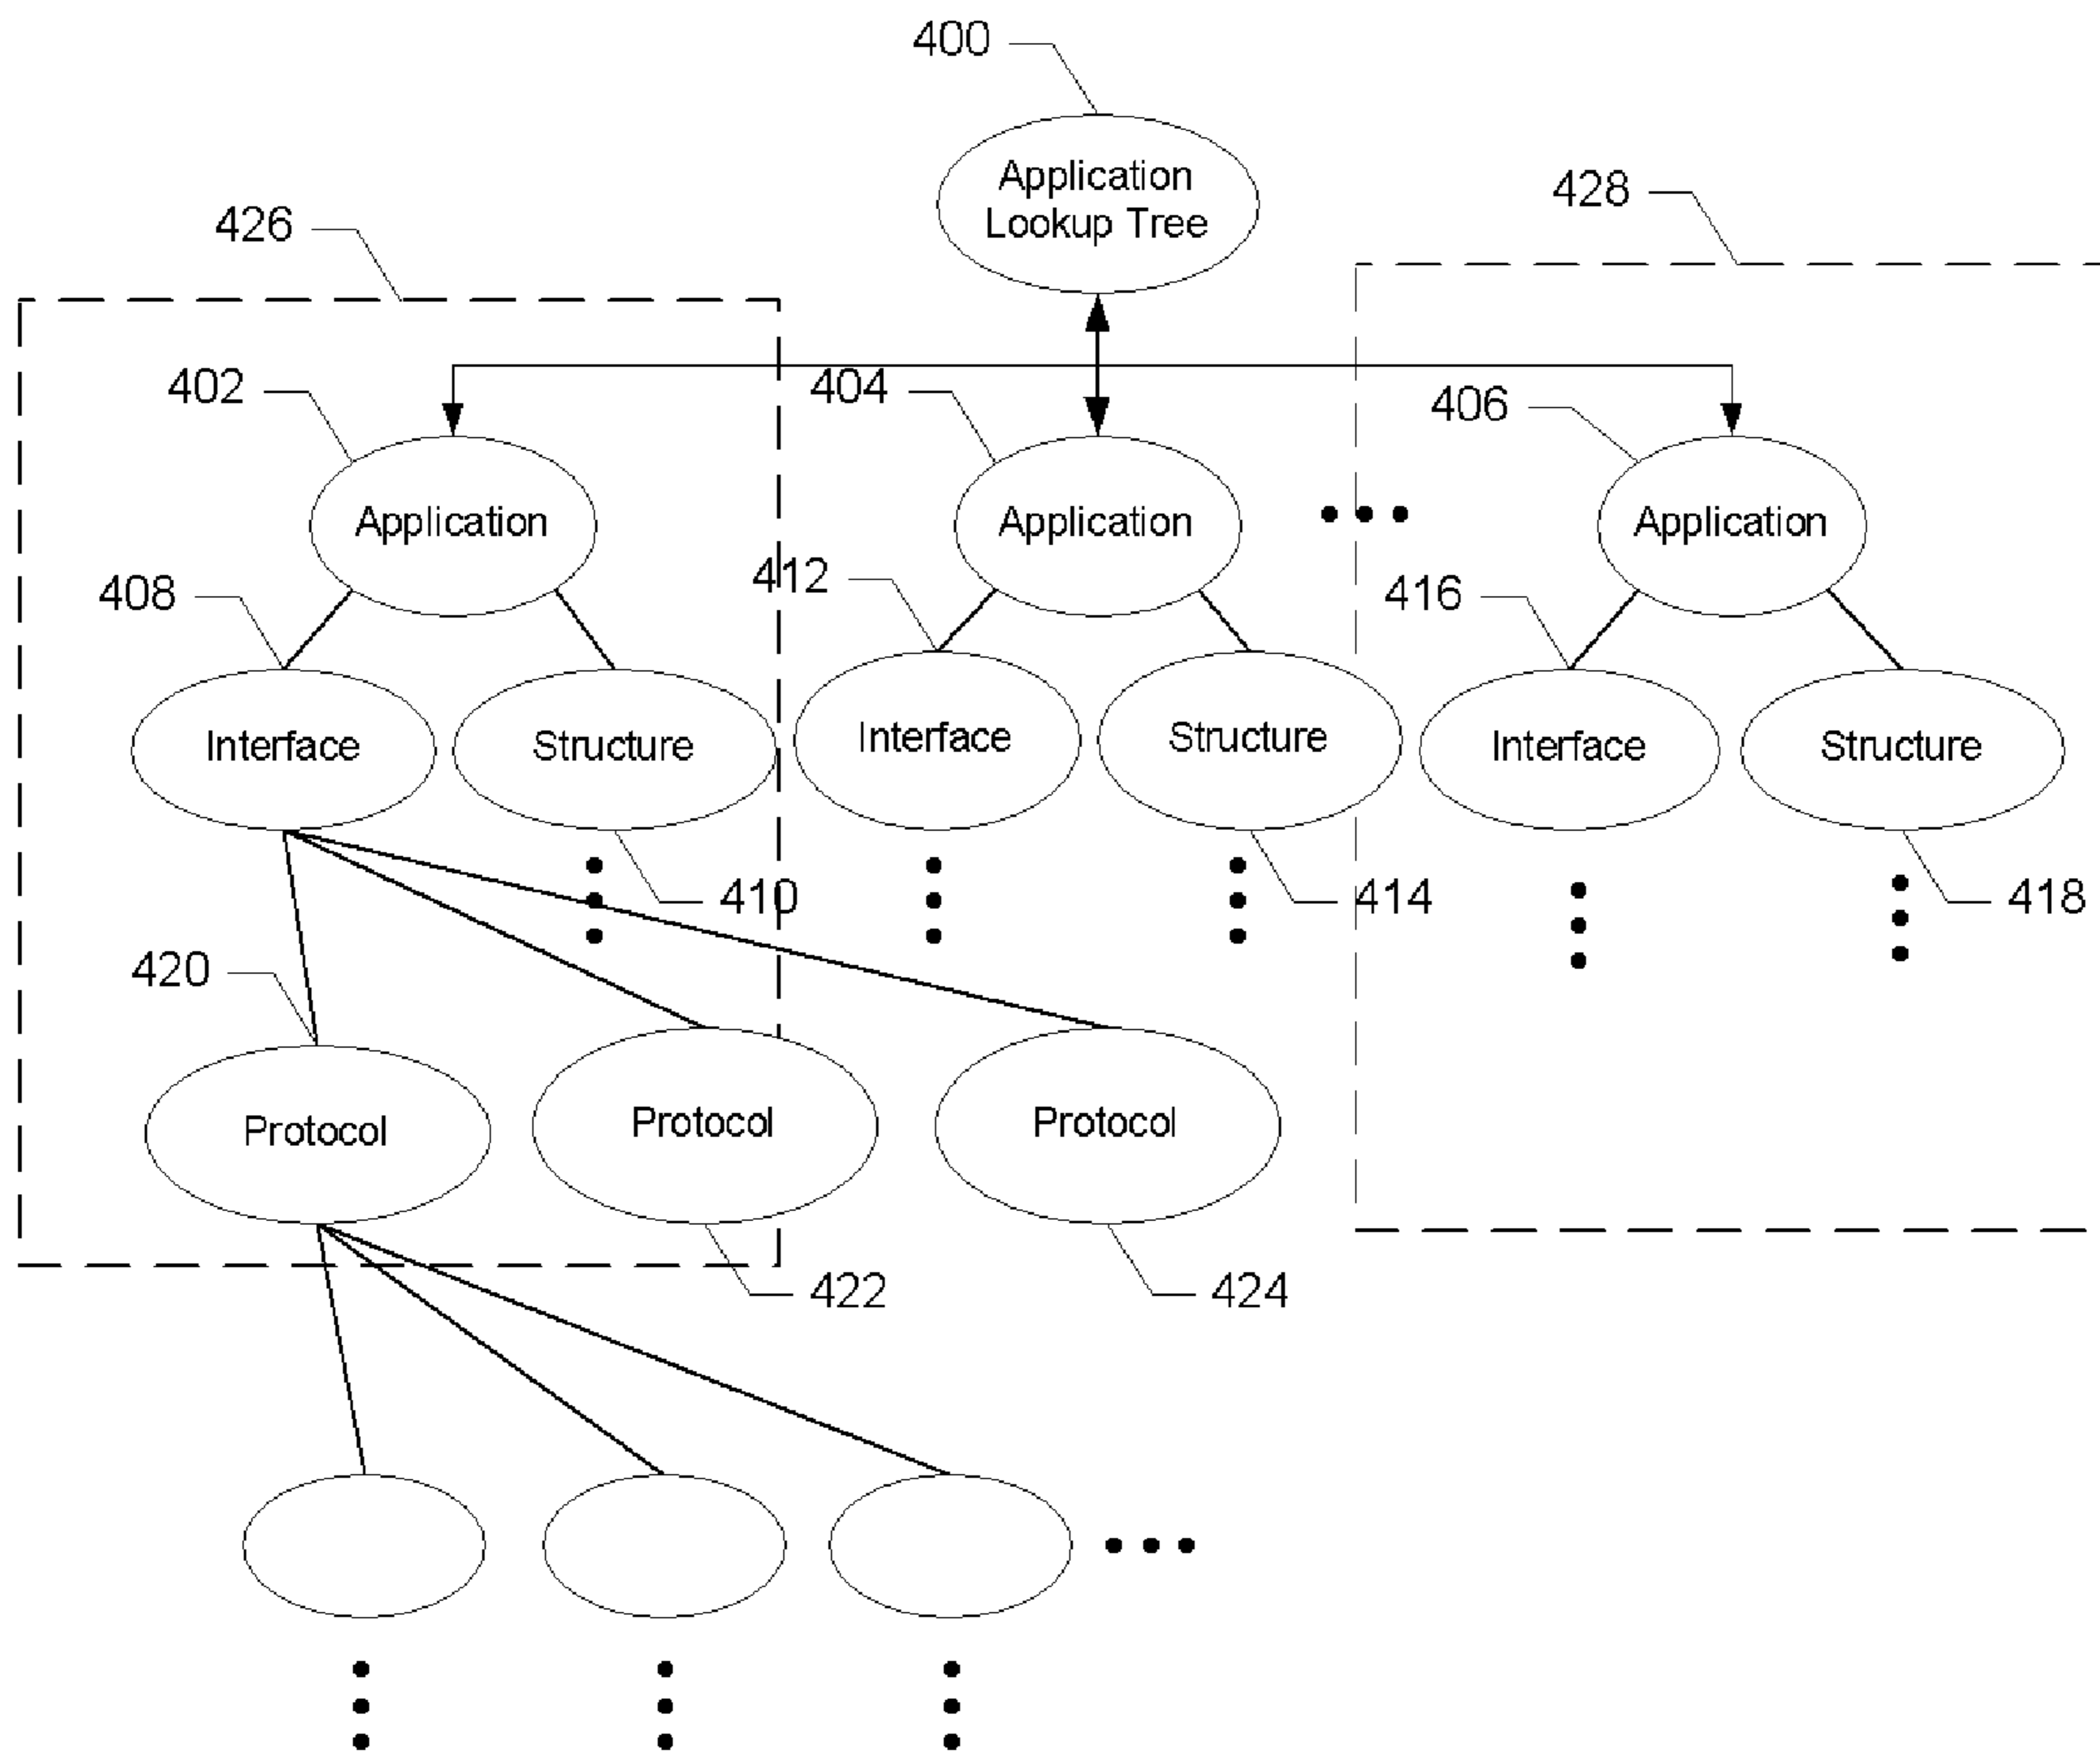 400
Application
Lookup Tree
428
426
402
404
406
Application
Application
Application
408
412
416
Interface
Structure
Interface
Structure
Interface
Structure
410
414
418
420
Protocol
Protocol
Protocol
422
424